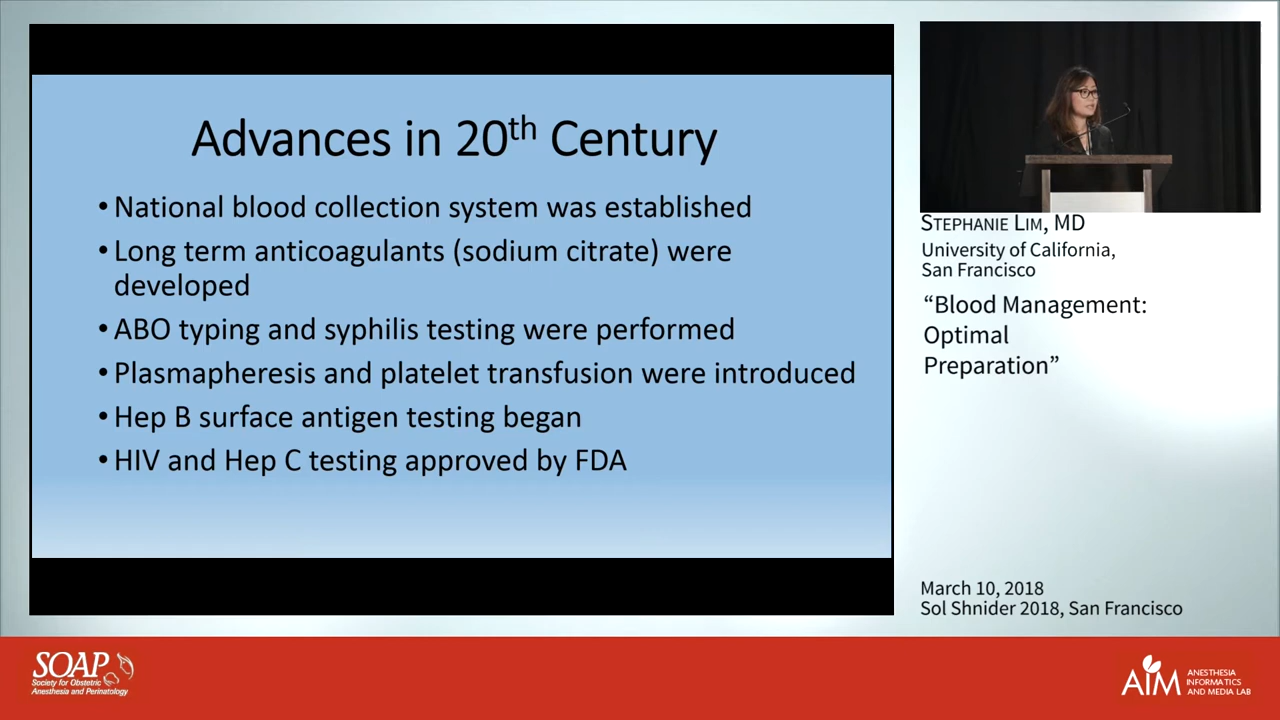 Advances in 20th Century
• National blood collection system was established
• Long term anticoagulants (sodium citrate) were
developed
• ABO typing and syphilis testing were performed
• Plasmapheresis and platelet transfusion were introduced
• Hep B surface antigen testing began
• HIV and Hep C testing approved by FDA
STEPHANIE LIM, MD
University of California,
San Francisco
“Blood Management:
Optimal
Preparation”
March 10, 2018
Sol Shnider 2018, San Francisco
SOAP
Society for Obstetric
Anesthesia and Perinatology
AIM
ANESTHESIA
INFORMATICS
AND MEDIA LAB